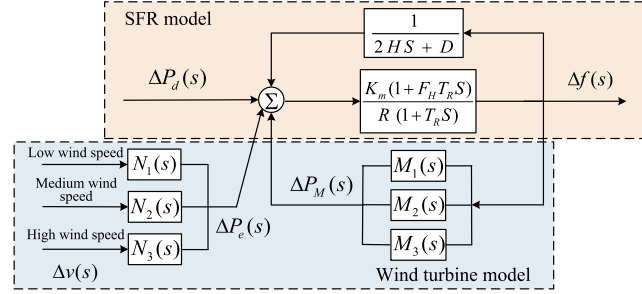 SFR model
1
2HS + D
ΔP_d(s)
Σ
K_m(1+F_H T_R S)
R (1+T_R S)
Δf(s)
Low wind speed
N_1(s)
Medium wind
speed
N_2(s)
High wind speed
N_3(s)
Δv(s)
ΔP_e(s)
ΔP_M(s)
M_1(s)
M_2(s)
M_3(s)
Wind turbine model